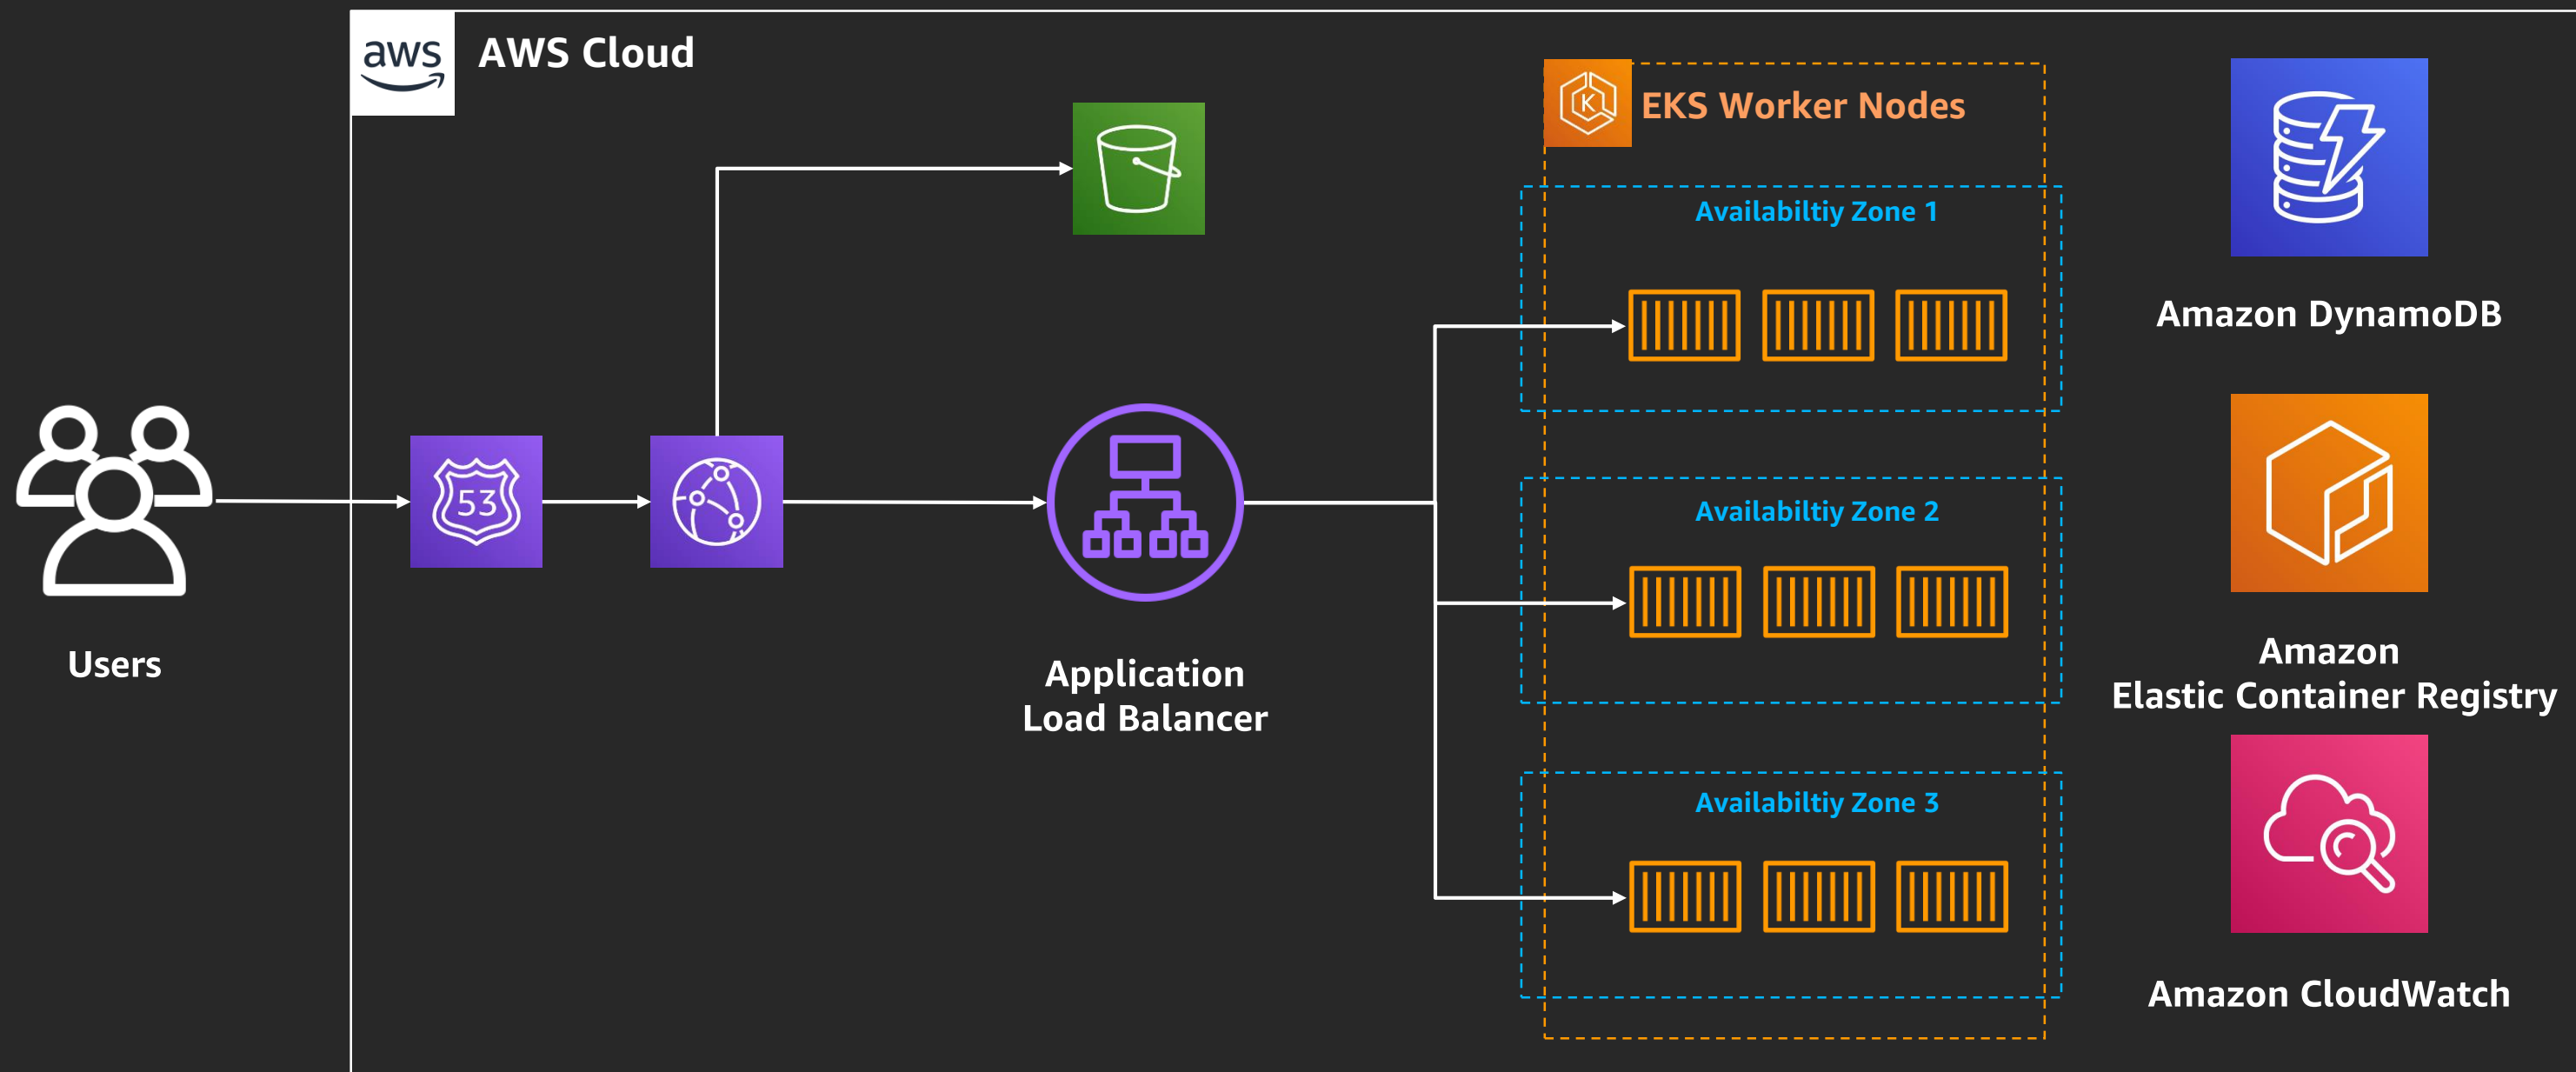 aws
AWS Cloud
EKS Worker Nodes
Availabiltiy Zone 1
Amazon DynamoDB
53
Availabiltiy Zone 2
Users
Application
Load Balancer
Amazon
Elastic Container Registry
Availabiltiy Zone 3
Amazon CloudWatch
K